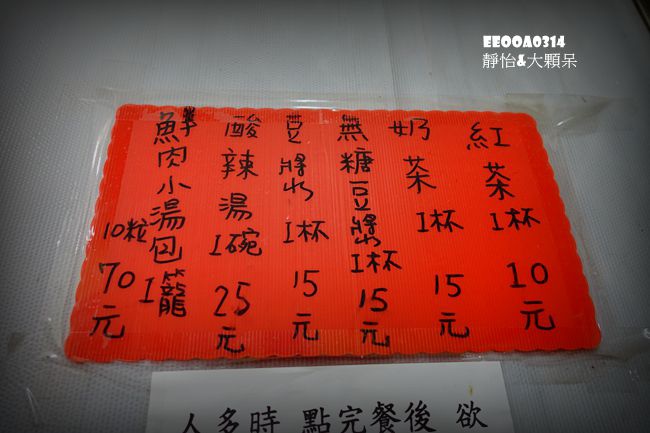 EEOOA0314
靜怡&大顆呆
紅茶 1杯 10元
奶茶 1杯 15元
無糖豆漿 1杯 15元
豆漿 1杯 15元
酸辣湯 1碗 25元
鮮肉小湯包 1籠
10粒 70元
人多時 點完餐後 欲